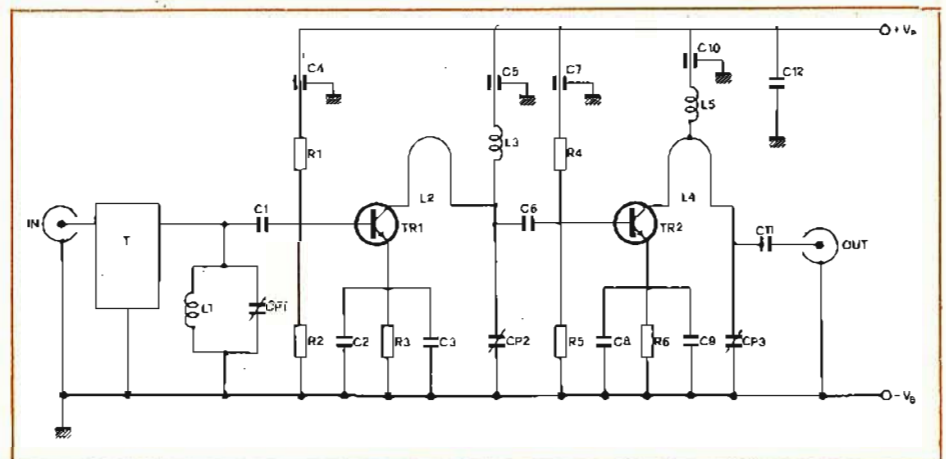 + Vₐ
C4
C5
C7
C10
C12
L5
L3
R1
R4
L2
L4
IN
T
C1
TR1
C6
TR2
C11
OUT
L1
CP1
R2
C2
R3
C3
CP2
R5
C8
R6
C9
CP3
- Vᴮ